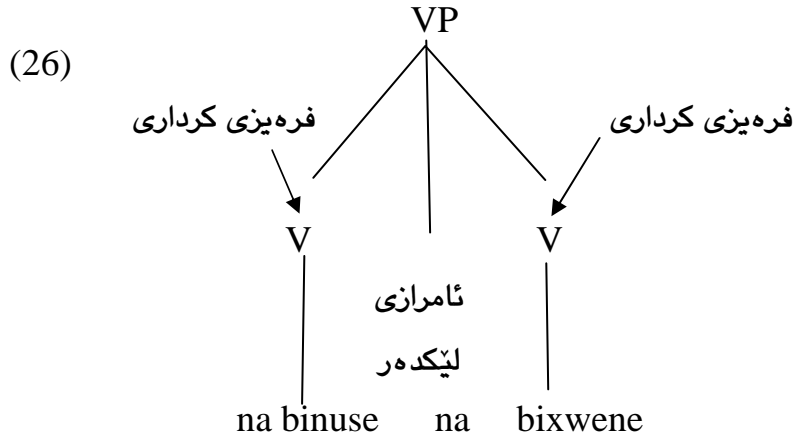 VP
(26)
فرەیزی کرداری
فرەیزی کرداری
V
V
ئامرازی
لێکدەر
na binuse na bixwene